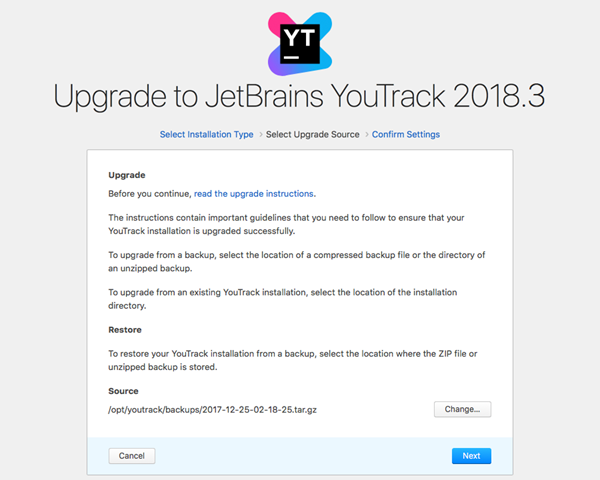 YT
Upgrade to JetBrains YouTrack 2018.3
Select Installation Type > Select Upgrade Source > Confirm Settings
Upgrade
Before you continue, read the upgrade instructions.
The instructions contain important guidelines that you need to follow to ensure that your
YouTrack installation is upgraded successfully.
To upgrade from a backup, select the location of a compressed backup file or the directory of
an unzipped backup.
To upgrade from an existing YouTrack installation, select the location of the installation
directory.
Restore
To restore your YouTrack installation from a backup, select the location where the ZIP file or
unzipped backup is stored.
Source
/opt/youtrack/backups/2017-12-25-02-18-25.tar.gz Change...
Cancel Next